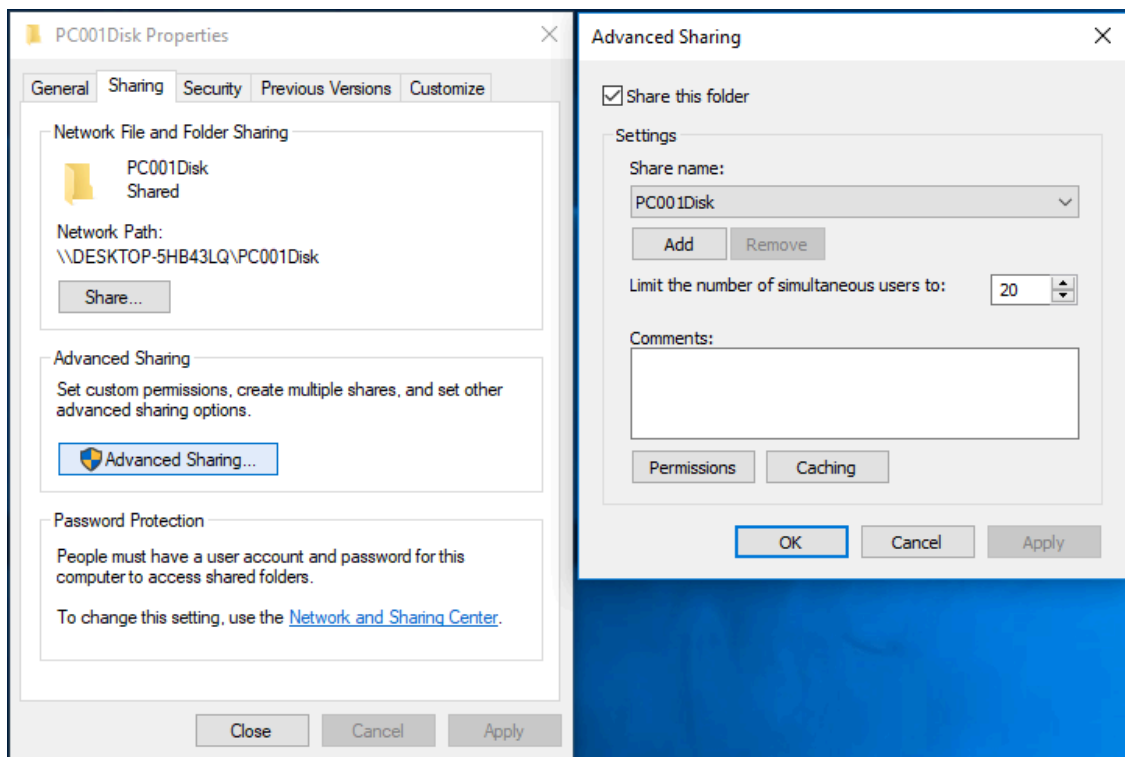 PC001Disk Properties
General Sharing Security Previous Versions Customize
Network File and Folder Sharing
PC001Disk
Shared
Network Path:
\\DESKTOP-5HB43LQ\PC001Disk
Share...
Advanced Sharing
Set custom permissions, create multiple shares, and set other
advanced sharing options.
Advanced Sharing...
Password Protection
People must have a user account and password for this
computer to access shared folders.
To change this setting, use the Network and Sharing Center.
Close Cancel Apply
Advanced Sharing
Share this folder
Settings
Share name:
PC001Disk
Add Remove
Limit the number of simultaneous users to: 20
Comments:
Permissions Caching
OK Cancel Apply